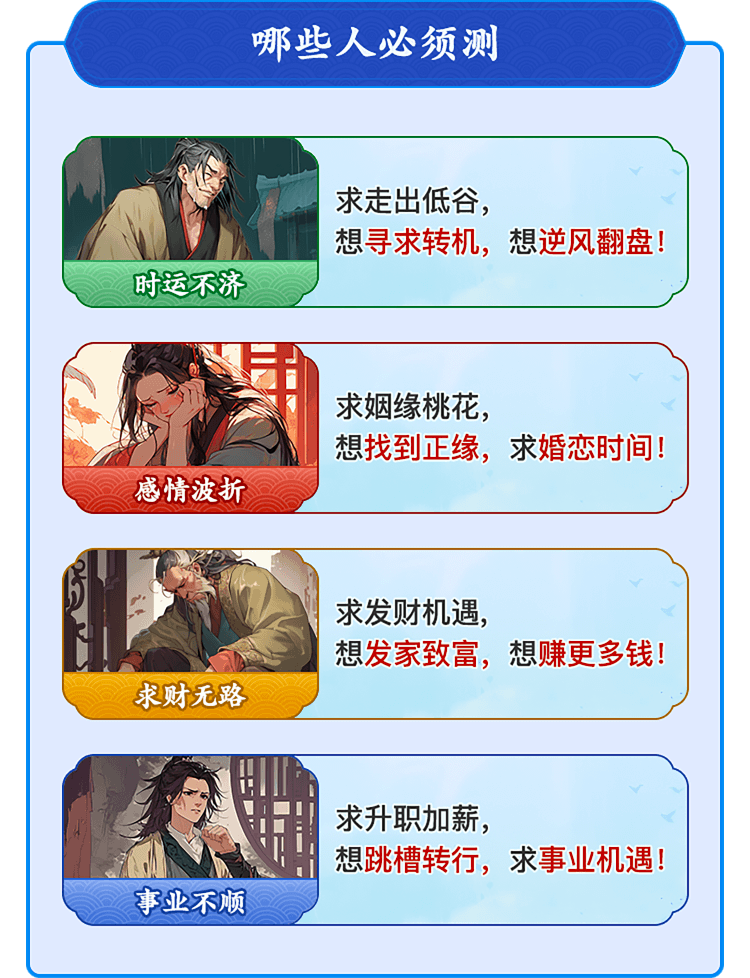 哪些人必须测
求走出低谷，
想寻求转机，想逆风翻盘！
时运不济
求姻缘桃花，
想找到正缘，求婚恋时间！
感情波折
求发财机遇，
想发家致富，想赚更多钱！
求财无路
求升职加薪，
想跳槽转行，求事业机遇！
事业不顺